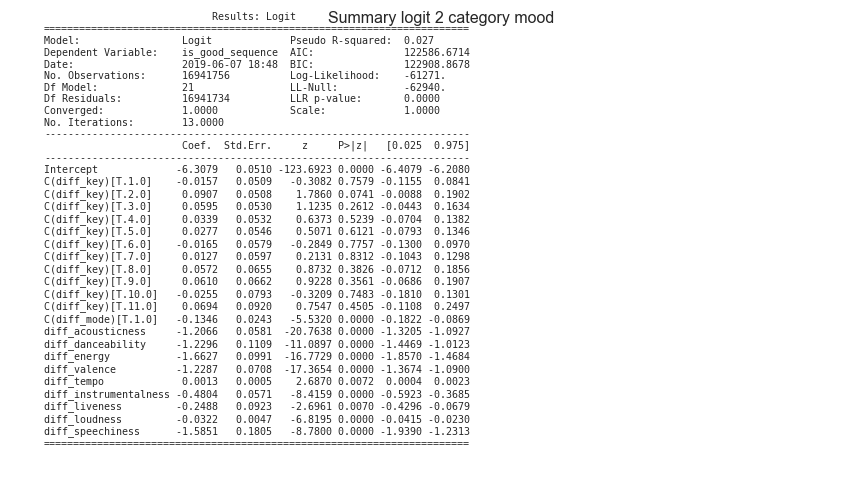 Results: Logit
Summary logit 2 category mood
=======================================================================
Model: Logit Pseudo R-squared: 0.027
Dependent Variable: is_good_sequence AIC: 122586.6714
Date: 2019-06-07 18:48 BIC: 122908.8678
No. Observations: 16941756 Log-Likelihood: -61271.
Df Model: 21 LL-Null: -62940.
Df Residuals: 16941734 LLR p-value: 0.0000
Converged: 1.0000 Scale: 1.0000
No. Iterations: 13.0000
-----------------------------------------------------------------------
Coef. Std.Err. z P>|z| [0.025 0.975]
-----------------------------------------------------------------------
Intercept -6.3079 0.0510 -123.6923 0.0000 -6.4079 -6.2080
C(diff_key)[T.1.0] -0.0157 0.0509 -0.3082 0.7579 -0.1155 0.0841
C(diff_key)[T.2.0] 0.0907 0.0508 1.7860 0.0741 -0.0088 0.1902
C(diff_key)[T.3.0] 0.0595 0.0530 1.1235 0.2612 -0.0443 0.1634
C(diff_key)[T.4.0] 0.0339 0.0532 0.6373 0.5239 -0.0704 0.1382
C(diff_key)[T.5.0] 0.0277 0.0546 0.5071 0.6121 -0.0793 0.1346
C(diff_key)[T.6.0] -0.0165 0.0579 -0.2849 0.7757 -0.1300 0.0970
C(diff_key)[T.7.0] 0.0127 0.0597 0.2131 0.8312 -0.1043 0.1298
C(diff_key)[T.8.0] 0.0572 0.0655 0.8732 0.3826 -0.0712 0.1856
C(diff_key)[T.9.0] 0.0610 0.0662 0.9228 0.3561 -0.0686 0.1907
C(diff_key)[T.10.0] -0.0255 0.0793 -0.3209 0.7483 -0.1810 0.1301
C(diff_key)[T.11.0] 0.0694 0.0920 0.7547 0.4505 -0.1108 0.2497
C(diff_mode)[T.1.0] -0.1346 0.0243 -5.5320 0.0000 -0.1822 -0.0869
diff_acousticness -1.2066 0.0581 -20.7638 0.0000 -1.3205 -1.0927
diff_danceability -1.2296 0.1109 -11.0897 0.0000 -1.4469 -1.0123
diff_energy -1.6627 0.0991 -16.7729 0.0000 -1.8570 -1.4684
diff_valence -1.2287 0.0708 -17.3654 0.0000 -1.3674 -1.0900
diff_tempo 0.0013 0.0005 2.6870 0.0072 0.0004 0.0023
diff_instrumentalness -0.4804 0.0571 -8.4159 0.0000 -0.5923 -0.3685
diff_liveness -0.2488 0.0923 -2.6961 0.0070 -0.4296 -0.0679
diff_loudness -0.0322 0.0047 -6.8195 0.0000 -0.0415 -0.0230
diff_speechiness -1.5851 0.1805 -8.7800 0.0000 -1.9390 -1.2313
=======================================================================